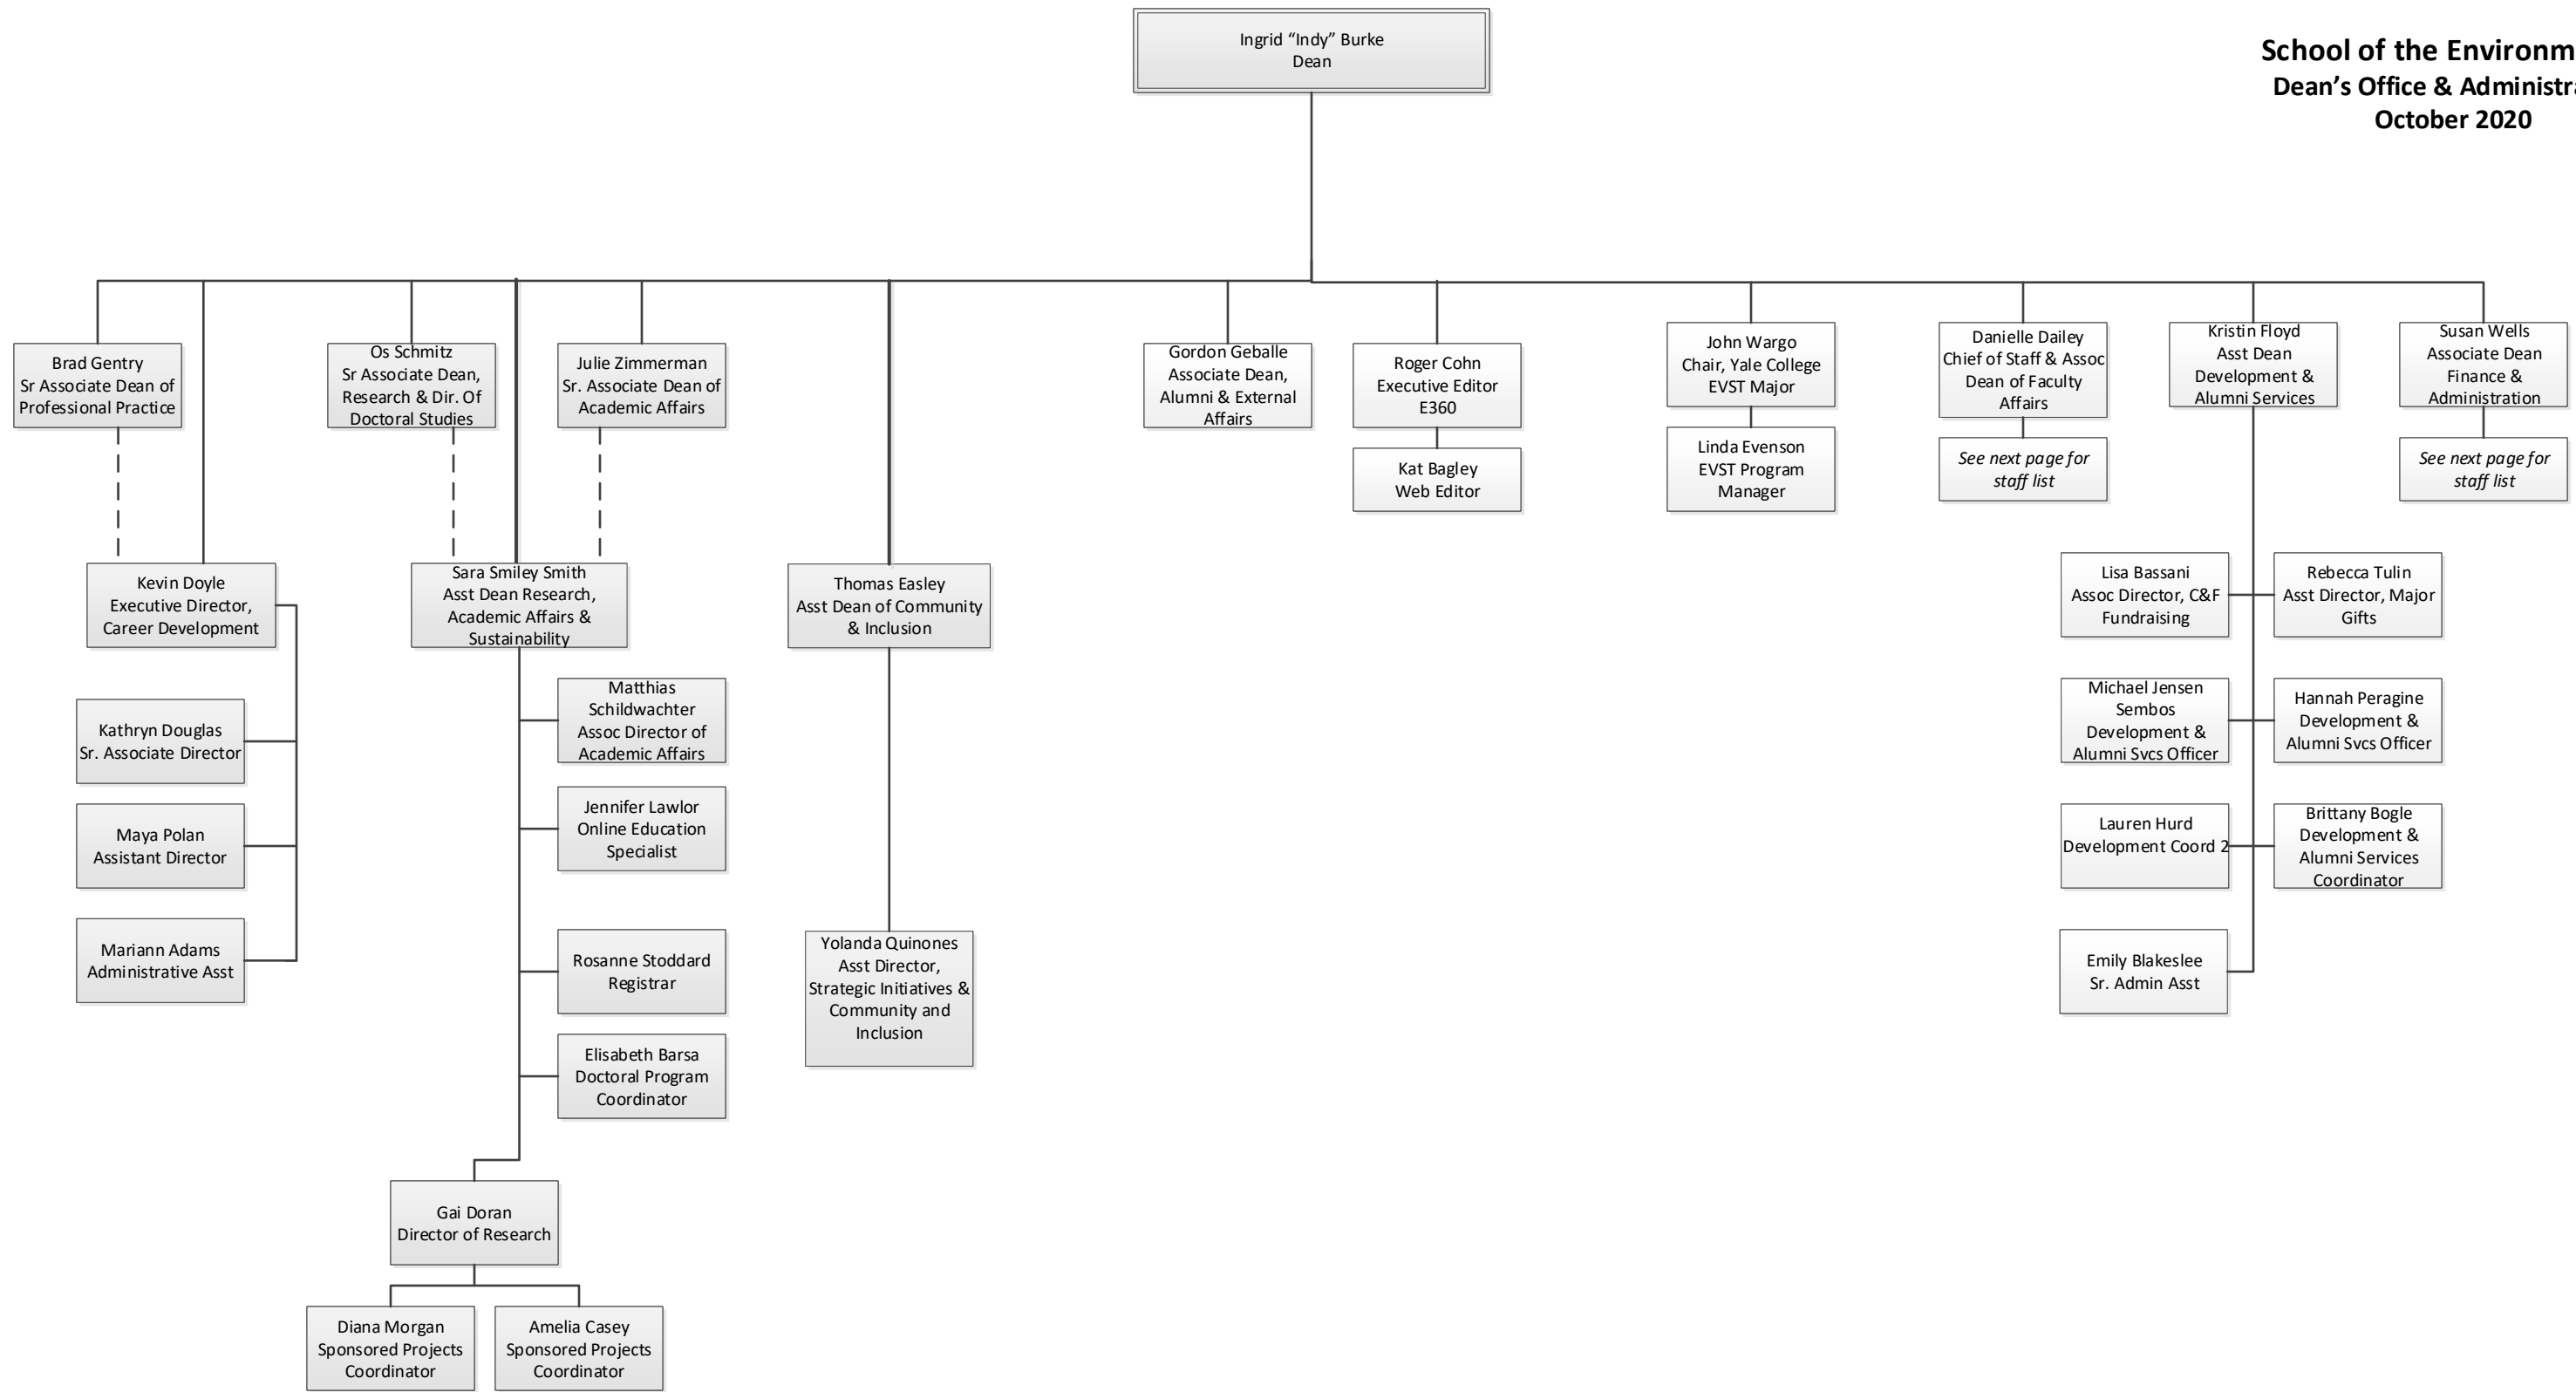 Ingrid “Indy” Burke
Dean
School of the Environm
Dean’s Office & Administra
October 2020
Brad Gentry
Sr Associate Dean of
Professional Practice
Os Schmitz
Sr Associate Dean,
Research & Dir. Of
Doctoral Studies
Julie Zimmerman
Sr. Associate Dean of
Academic Affairs
Gordon Geballe
Associate Dean,
Alumni & External
Affairs
Roger Cohn
Executive Editor
E360
John Wargo
Chair, Yale College
EVST Major
Danielle Dailey
Chief of Staff & Assoc
Dean of Faculty
Affairs
Kristin Floyd
Asst Dean
Development &
Alumni Services
Susan Wells
Associate Dean
Finance &
Administration
Kat Bagley
Web Editor
Linda Evenson
EVST Program
Manager
See next page for
staff list
See next page for
staff list
Kevin Doyle
Executive Director,
Career Development
Sara Smiley Smith
Asst Dean Research,
Academic Affairs &
Sustainability
Thomas Easley
Asst Dean of Community
& Inclusion
Lisa Bassani
Assoc Director, C&F
Fundraising
Rebecca Tulin
Asst Director, Major
Gifts
Kathryn Douglas
Sr. Associate Director
Matthias
Schildwachter
Assoc Director of
Academic Affairs
Michael Jensen
Sembos
Development &
Alumni Svcs Officer
Hannah Peragine
Development &
Alumni Svcs Officer
Maya Polan
Assistant Director
Jennifer Lawlor
Online Education
Specialist
Lauren Hurd
Development Coord 2
Brittany Bogle
Development &
Alumni Services
Coordinator
Mariann Adams
Administrative Asst
Rosanne Stoddard
Registrar
Yolanda Quinones
Asst Director,
Strategic Initiatives &
Community and
Inclusion
Emily Blakeslee
Sr. Admin Asst
Elisabeth Barsa
Doctoral Program
Coordinator
Gai Doran
Director of Research
Diana Morgan
Sponsored Projects
Coordinator
Amelia Casey
Sponsored Projects
Coordinator